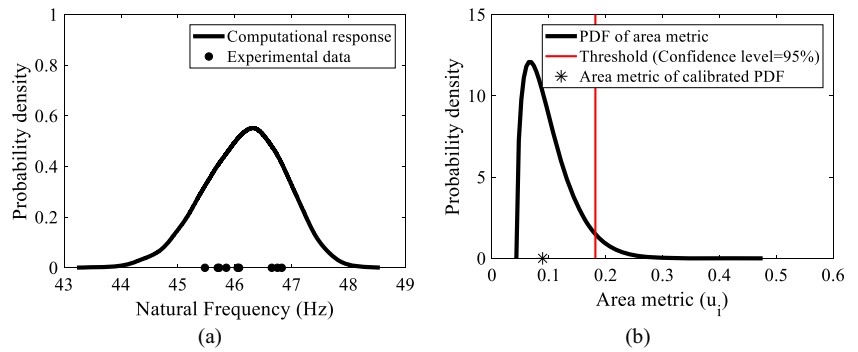 Computational response
Experimental data
Probability density
1
0.8
0.6
0.4
0.2
0
43
44
45
46
47
48
49
Natural Frequency (Hz)
(a)
PDF of area metric
Threshold (Confidence level=95%)
Area metric of calibrated PDF
Probability density
15
10
5
0
0
0.1
0.2
0.3
0.4
0.5
0.6
Area metric (u_i)
(b)